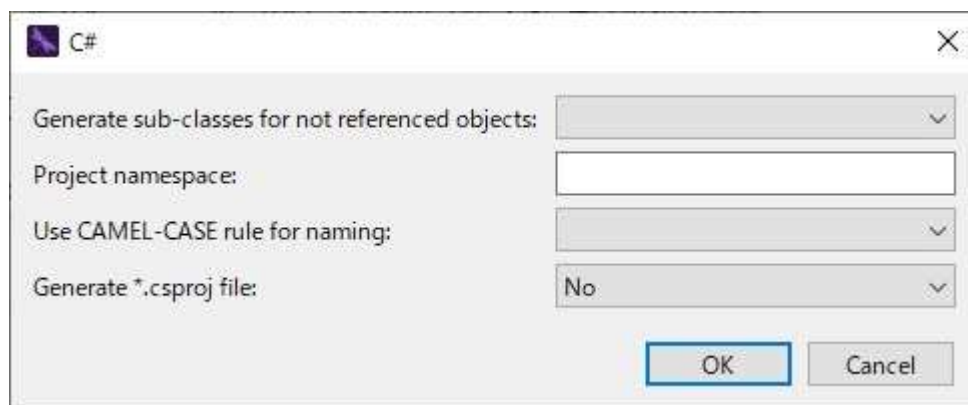 C#
Generate sub-classes for not referenced objects:
Project namespace:
Use CAMEL-CASE rule for naming:
Generate *.csproj file: No
OK Cancel